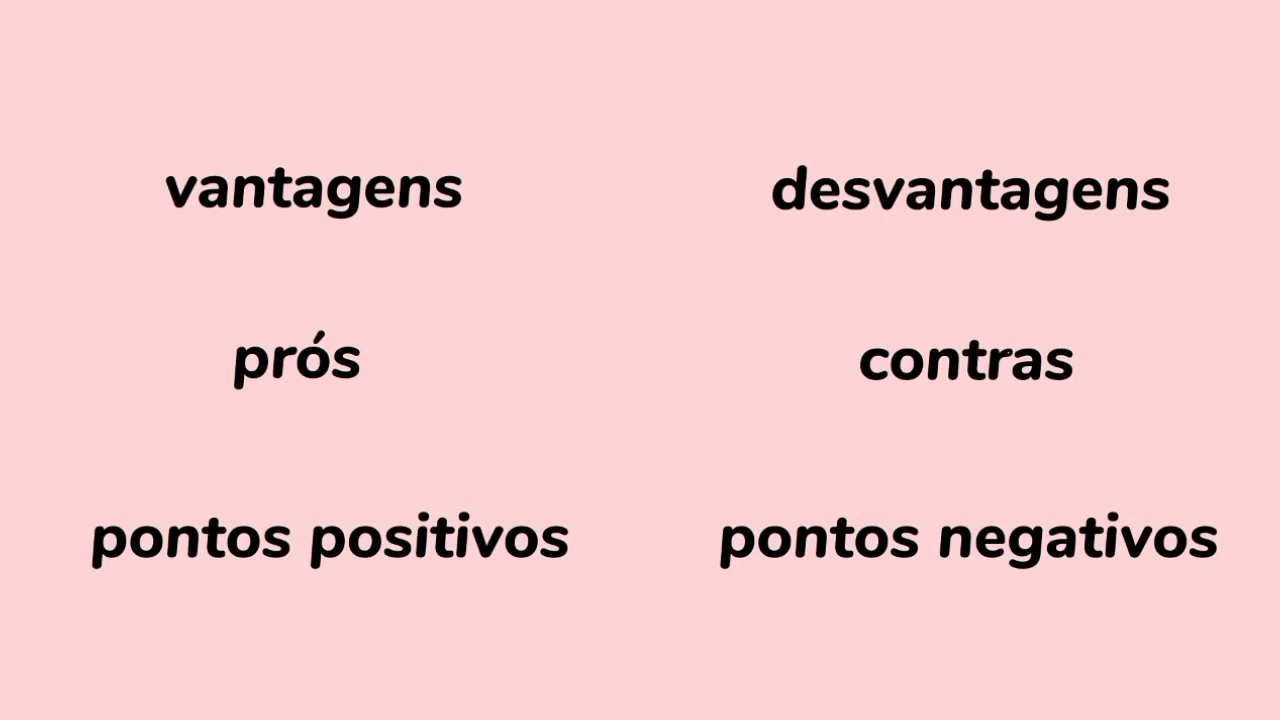 vantagens
desvantagens
prós
contras
pontos positivos
pontos negativos